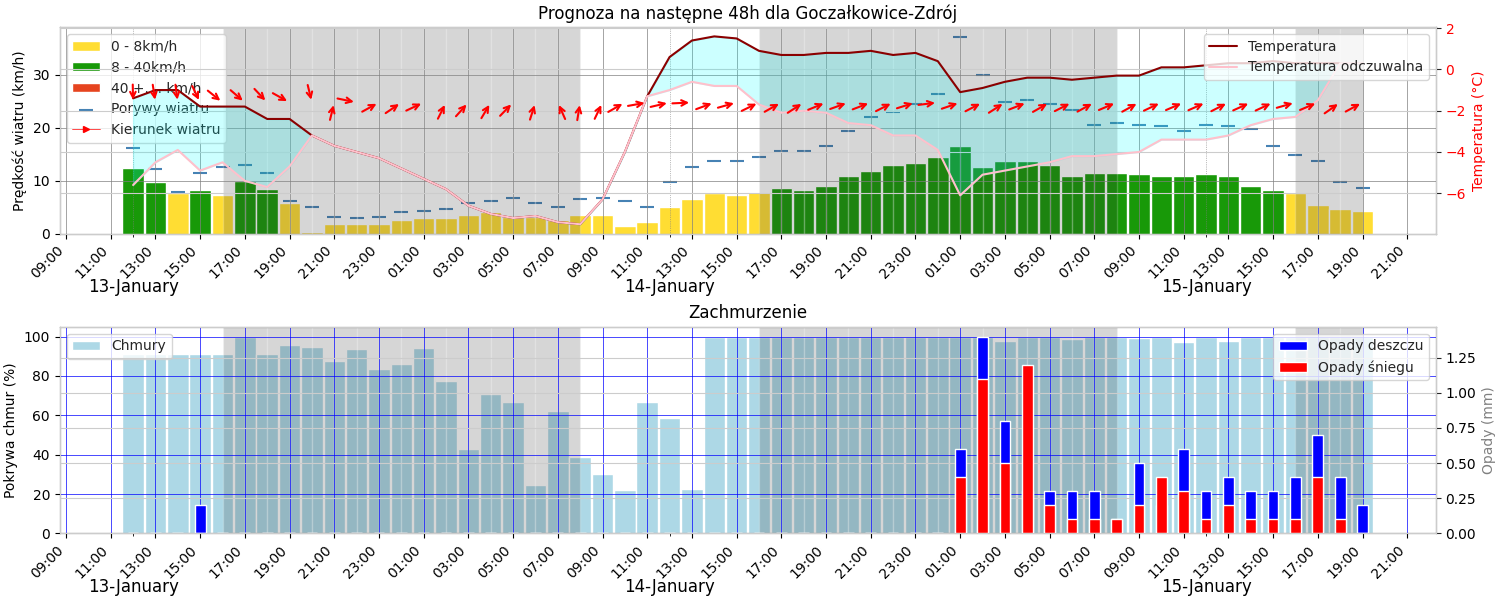 Prognoza na następne 48h dla Goczałkowice-Zdrój
Prędkość wiatru (km/h)
30
20
10
0
0 - 8km/h
8 - 40km/h
40 + ... km/h
Porywy wiatru
Kierunek wiatru
Temperatura
Temperatura odczuwalna
2
0
−2
−4
−6
Temperatura (°C)
09:00 11:00 13:00 15:00 17:00 19:00 21:00 23:00 01:00 03:00 05:00 07:00 09:00 11:00 13:00 15:00 17:00 19:00 21:00 23:00 01:00 03:00 05:00 07:00 09:00 11:00 13:00 15:00 17:00 19:00 21:00
13-January 14-January 15-January
Zachmurzenie
Pokrywa chmur (%)
100
80
60
40
20
0
Chmury
Opady deszczu
Opady śniegu
1.25
1.00
0.75
0.50
0.25
0.00
Opady (mm)
09:00 11:00 13:00 15:00 17:00 19:00 21:00 23:00 01:00 03:00 05:00 07:00 09:00 11:00 13:00 15:00 17:00 19:00 21:00 23:00 01:00 03:00 05:00 07:00 09:00 11:00 13:00 15:00 17:00 19:00 21:00
13-January 14-January 15-January